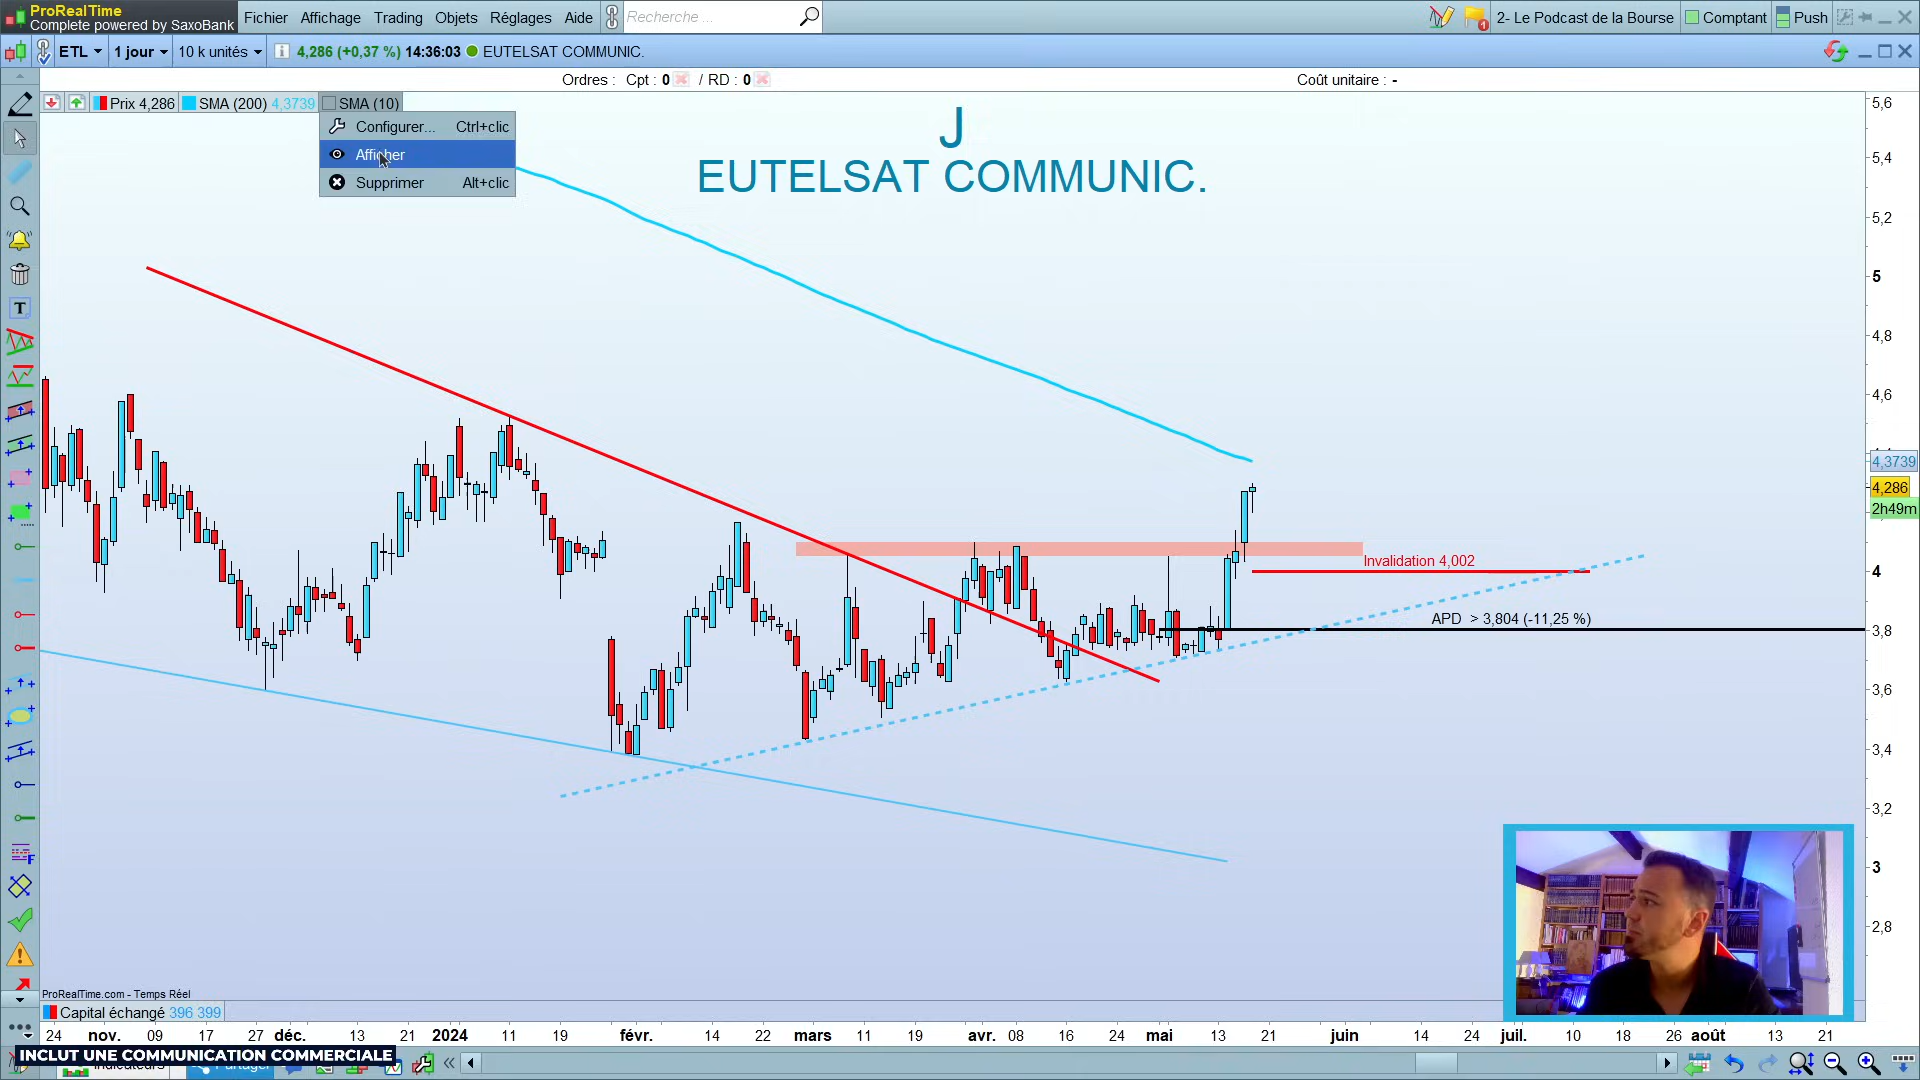 ProRealTime
Complete powered by SaxoBank
Fichier Affichage Trading Objets Réglages Aide
Recherche ...
2- Le Podcast de la Bourse
Comptant
Push
ETL 1 jour 10 k unités 4,286 (+0,37 %) 14:36:03 EUTELSAT COMMUNIC.
Ordres : Cpt : 0 / RD : 0
Coût unitaire : -
Prix 4,286 SMA (200) 4,3739 SMA (10)
Configurer... Ctrl+clic
Afficher
Supprimer Alt+clic
J
EUTELSAT COMMUNIC.
5,6
5,4
5,2
5
4,8
4,6
4,3739
4,286
2h49m
Invalidation 4,002
4
APD > 3,804 (-11,25 %)
3,8
3,6
3,4
3,2
3
2,8
ProRealTime.com - Temps Réel
Capital échangé 396 399
24 nov. 09 17 27 déc. 13 21 2024 11 19 févr. 14 22 mars 11 19 avr. 08 16 24 mai 13 21 juin 14 24 juil. 10 18 26 août 13 21
INCLUT UNE COMMUNICATION COMMERCIALE